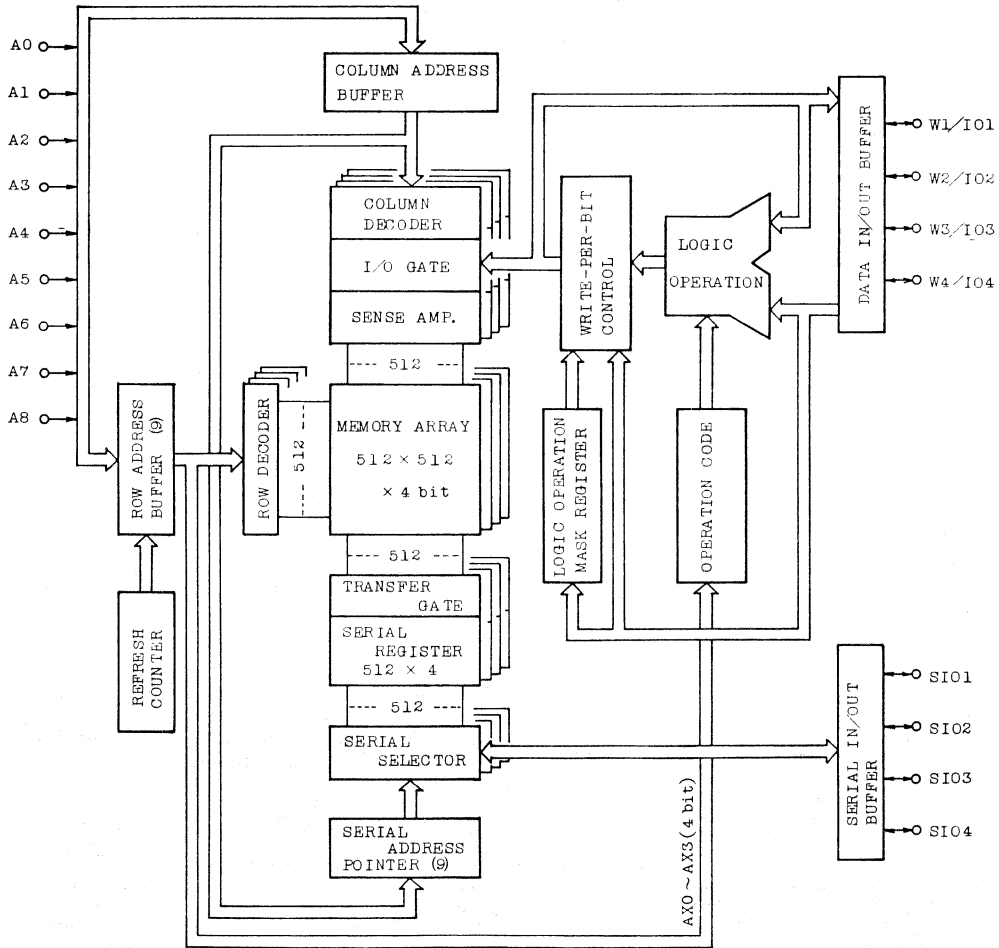 A0
A1
A2
A3
A4
A5
A6
A7
A8
COLUMN ADDRESS
BUFFER
COLUMN
DECODER
I/O GATE
SENSE AMP.
512
ROW DECODER
512
MEMORY ARRAY
512 × 512
× 4 bit
512
TRANSFER
GATE
SERIAL
REGISTER
512 × 4
512
SERIAL
SELECTOR
SERIAL
ADDRESS
POINTER (9)
ROW ADDRESS
BUFFER (9)
REFRESH
COUNTER
WRITE-PER-BIT
CONTROL
LOGIC
OPERATION
LOGIC OPERATION
MASK REGISTER
OPERATION CODE
AX0~AX3(4 bit)
DATA IN/OUT BUFFER
W1/IO1
W2/IO2
W3/IO3
W4/IO4
SERIAL IN/OUT
BUFFER
SIO1
SIO2
SIO3
SIO4